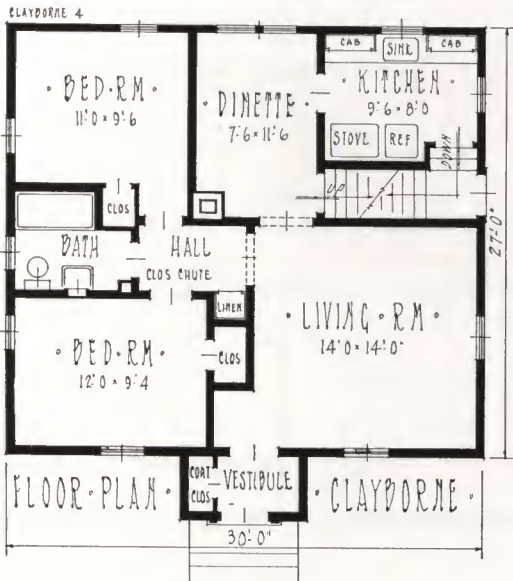 CLAYBORNE 4
CAB
SINK
CAB
BED·RM
11'0 × 9'6
DINETTE
7'6 × 11'6
KITCHEN
9'6 × 8'0
STOVE
REF
DOWN
UP
CLOS
BATH
HALL
CLOS CHUTE
LINEN
LIVING·RM
14'0 × 14'0"
27'0"
BED·RM
12'0 × 9'4
CLOS
COAT
CLOS
VESTIBULE
FLOOR·PLAN
CLAYBORNE
30'0"